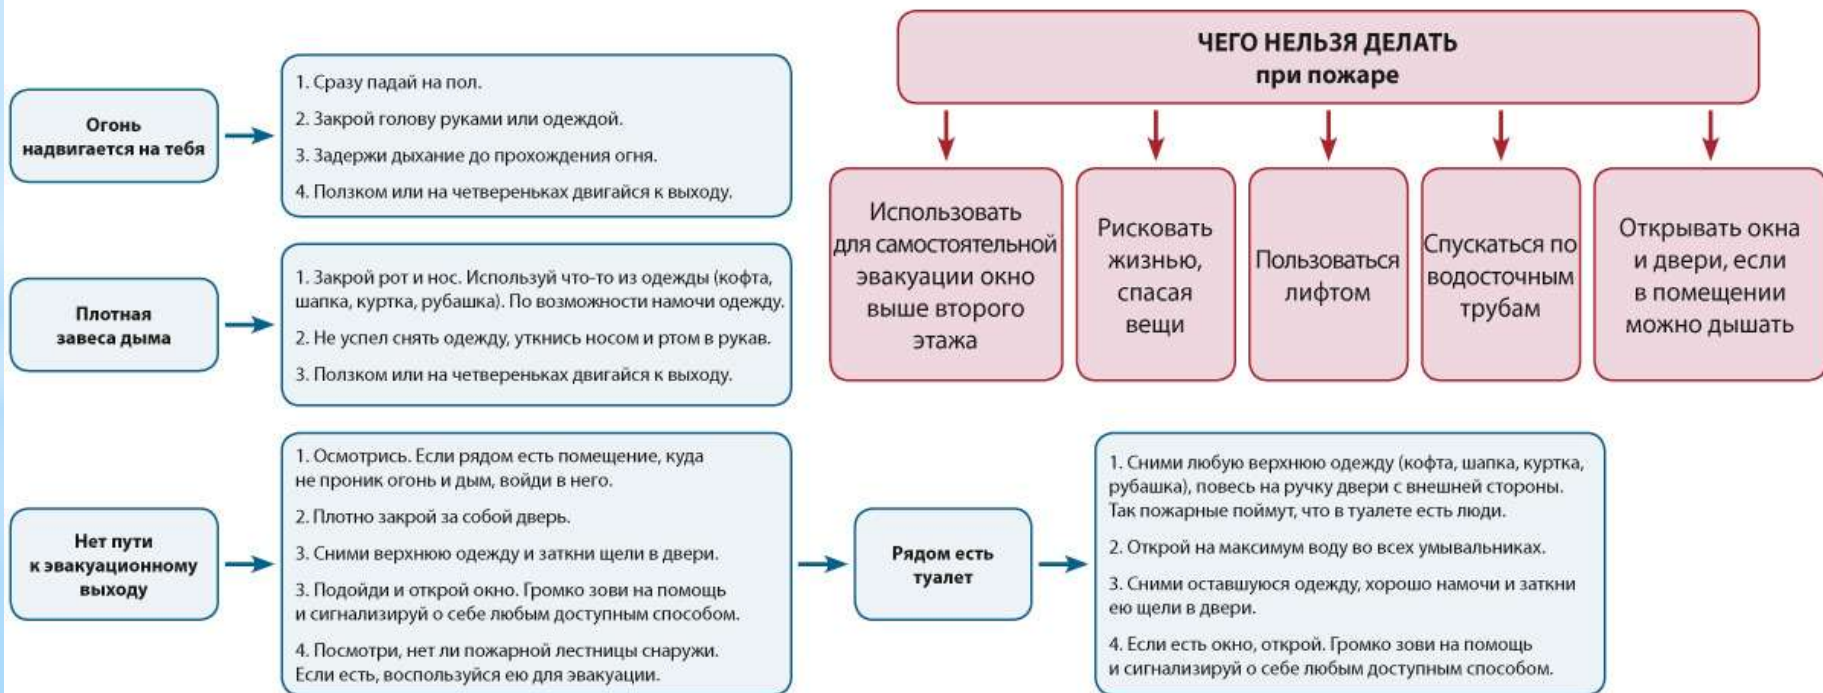 Огонь
надвигается на тебя
1. Сразу падай на пол.
2. Закрой голову руками или одеждой.
3. Задержи дыхание до прохождения огня.
4. Ползком или на четвереньках двигайся к выходу.
ЧЕГО НЕЛЬЗЯ ДЕЛАТЬ
при пожаре
Использовать
для самостоятельной
эвакуации окно
выше второго
этажа
Рисковать
жизнью,
спасая
вещи
Пользоваться
лифтом
Спускаться по
водосточным
трубам
Открывать окна
и двери, если
в помещении
можно дышать
Плотная
завеса дыма
1. Закрой рот и нос. Используй что-то из одежды (кофта,
шапка, куртка, рубашка). По возможности намочи одежду.
2. Не успел снять одежду, уткнись носом и ртом в рукав.
3. Ползком или на четвереньках двигайся к выходу.
Нет пути
к эвакуационному
выходу
1. Осмотрись. Если рядом есть помещение, куда
не проник огонь и дым, войди в него.
2. Плотно закрой за собой дверь.
3. Сними верхнюю одежду и заткни щели в двери.
3. Подойди и открой окно. Громко зови на помощь
и сигнализируй о себе любым доступным способом.
4. Посмотри, нет ли пожарной лестницы снаружи.
Если есть, воспользуйся ею для эвакуации.
Рядом есть
туалет
1. Сними любую верхнюю одежду (кофта, шапка, куртка,
рубашка), повесь на ручку двери с внешней стороны.
Так пожарные поймут, что в туалете есть люди.
2. Открой на максимум воду во всех умывальниках.
3. Сними оставшуюся одежду, хорошо намочи и заткни
ею щели в двери.
4. Если есть окно, открой. Громко зови на помощь
и сигнализируй о себе любым доступным способом.